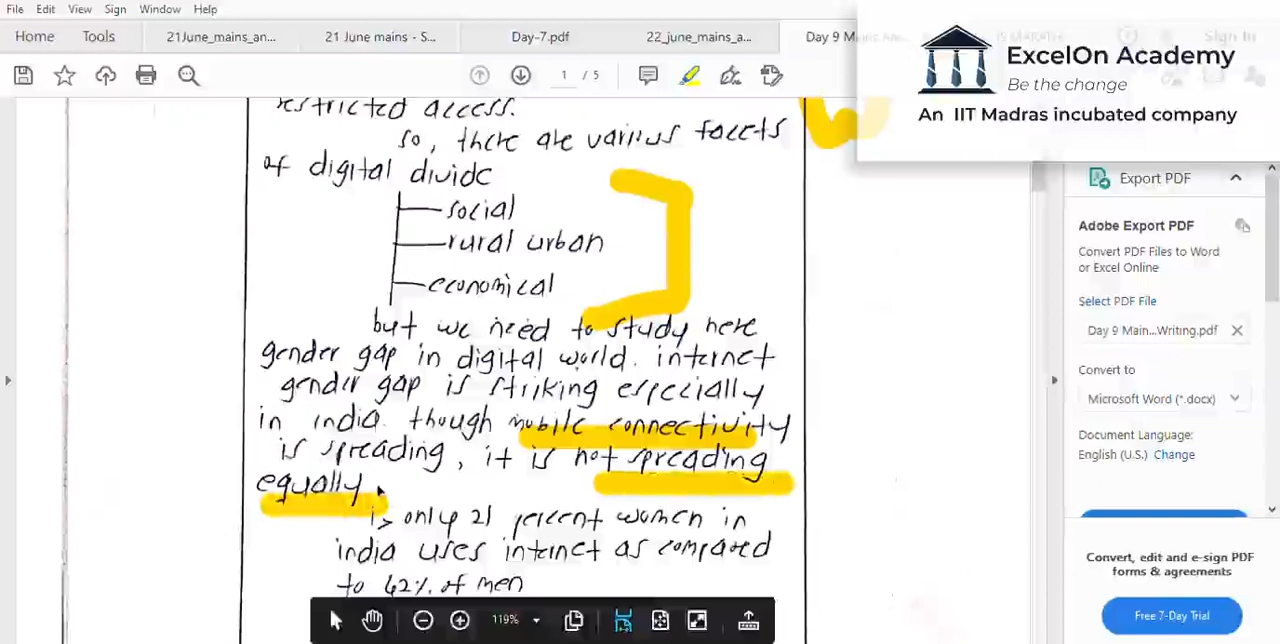 File Edit View Sign Window Help
Home Tools 21June_mains_an... 21 June mains - S... Day-7.pdf 22_june_mains_a... Day 9 Mains
ExcelOn Academy
Be the change
An IIT Madras incubated company
1 / 5
restricted access.
so, there are various facets
of digital divide
social
rural urban
economical
but we need to study here
gender gap in digital world. internet
gender gap is striking especially
in india. though mobile connectivity
is spreading, it is not spreading
equally.
is only 21 percent women in
india uses internet as compared
to 42% of men
119%
Export PDF
Adobe Export PDF
Convert PDF Files to Word
or Excel Online
Select PDF File
Day 9 Main...Writing.pdf
Convert to
Microsoft Word (*.docx)
Document Language:
English (U.S.) Change
Convert, edit and e-sign PDF
forms & agreements
Free 7-Day Trial